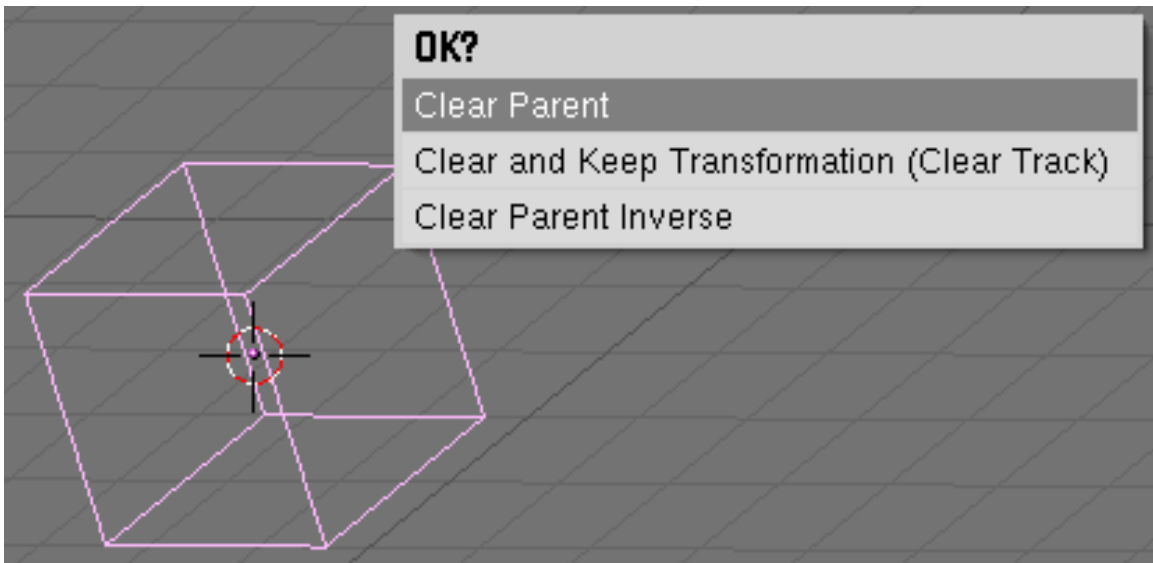 OK?
Clear Parent
Clear and Keep Transformation (Clear Track)
Clear Parent Inverse